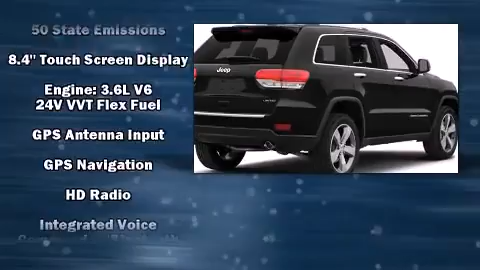 50 State Emissions
8.4" Touch Screen Display
Engine: 3.6L V6
24V VVT Flex Fuel
GPS Antenna Input
GPS Navigation
HD Radio
Integrated Voice
Jeep